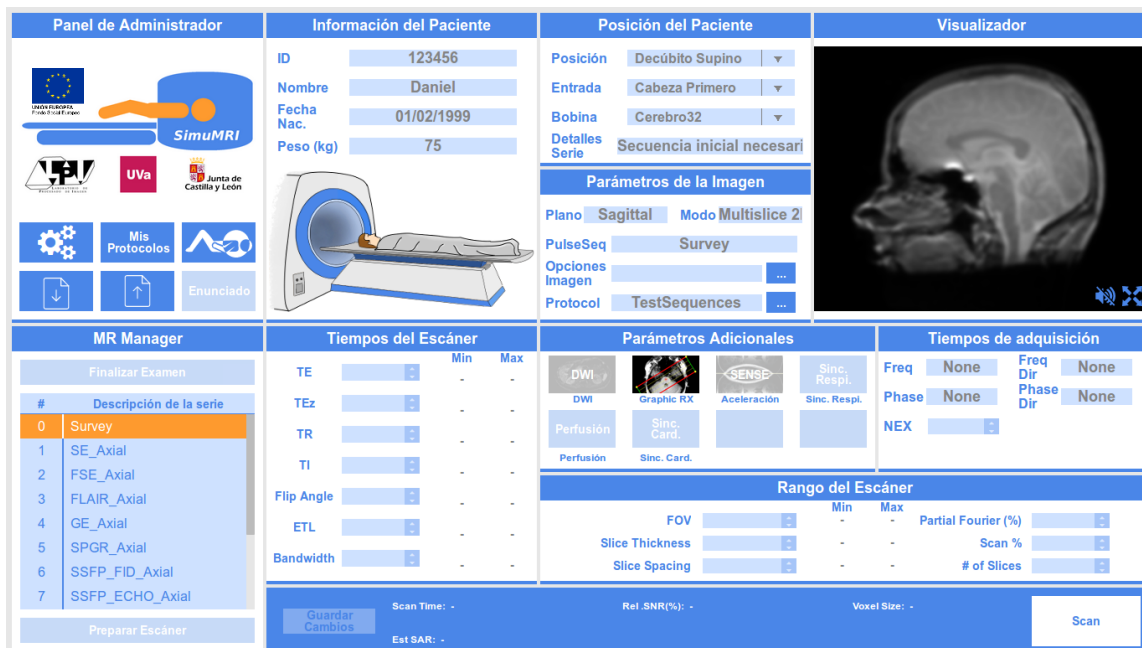 Panel de Administrador
UNIÓN EUROPEA
Fondo Social Europeo
SimuMRI
LPI
UVa
Junta de
Castilla y León
Mis
Protocolos
Enunciado
Información del Paciente
ID 123456
Nombre Daniel
Fecha
Nac. 01/02/1999
Peso (kg) 75
Posición del Paciente
Posición Decúbito Supino
Entrada Cabeza Primero
Bobina Cerebro32
Detalles
Serie Secuencia inicial necesari
Parámetros de la Imagen
Plano Sagittal Modo Multislice 2
PulseSeq Survey
Opciones
Imagen ...
Protocol TestSequences ...
Visualizador
MR Manager
Finalizar Examen
# Descripción de la serie
0 Survey
1 SE_Axial
2 FSE_Axial
3 FLAIR_Axial
4 GE_Axial
5 SPGR_Axial
6 SSFP_FID_Axial
7 SSFP_ECHO_Axial
Preparar Escáner
Tiempos del Escáner
Min Max
TE - -
TEz - -
TR - -
TI - -
Flip Angle - -
ETL - -
Bandwidth - -
Parámetros Adicionales
DWI
SENSE
Sinc.
Respi.
DWI Graphic RX Aceleración Sinc. Respi.
Perfusión
Sinc.
Card.
Perfusión Sinc. Card.
Tiempos de adquisición
Freq None Freq
Dir None
Phase None Phase
Dir None
NEX
Rango del Escáner
Min Max
FOV - - Partial Fourier (%)
Slice Thickness - - Scan %
Slice Spacing - - # of Slices
Guardar
Cambios
Scan Time: - Rel .SNR(%): - Voxel Size: -
Est SAR: -
Scan